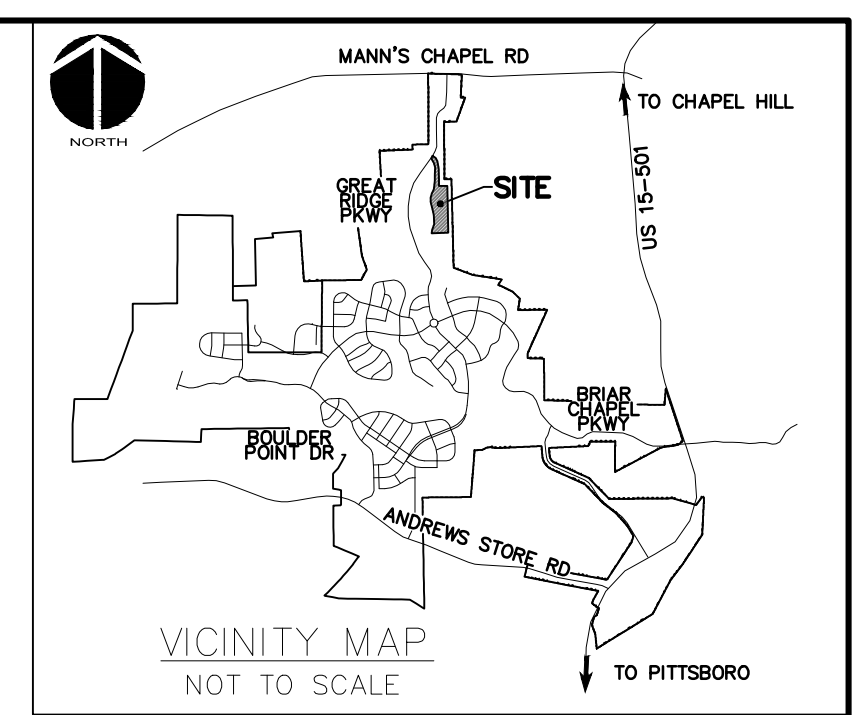 MANN'S CHAPEL RD
NORTH
TO CHAPEL HILL
US 15-501
GREAT
RIDGE
PKWY
SITE
BRIAR
CHAPEL
PKWY
BOULDER
POINT DR
ANDREWS STORE RD
VICINITY MAP
NOT TO SCALE
TO PITTSBORO